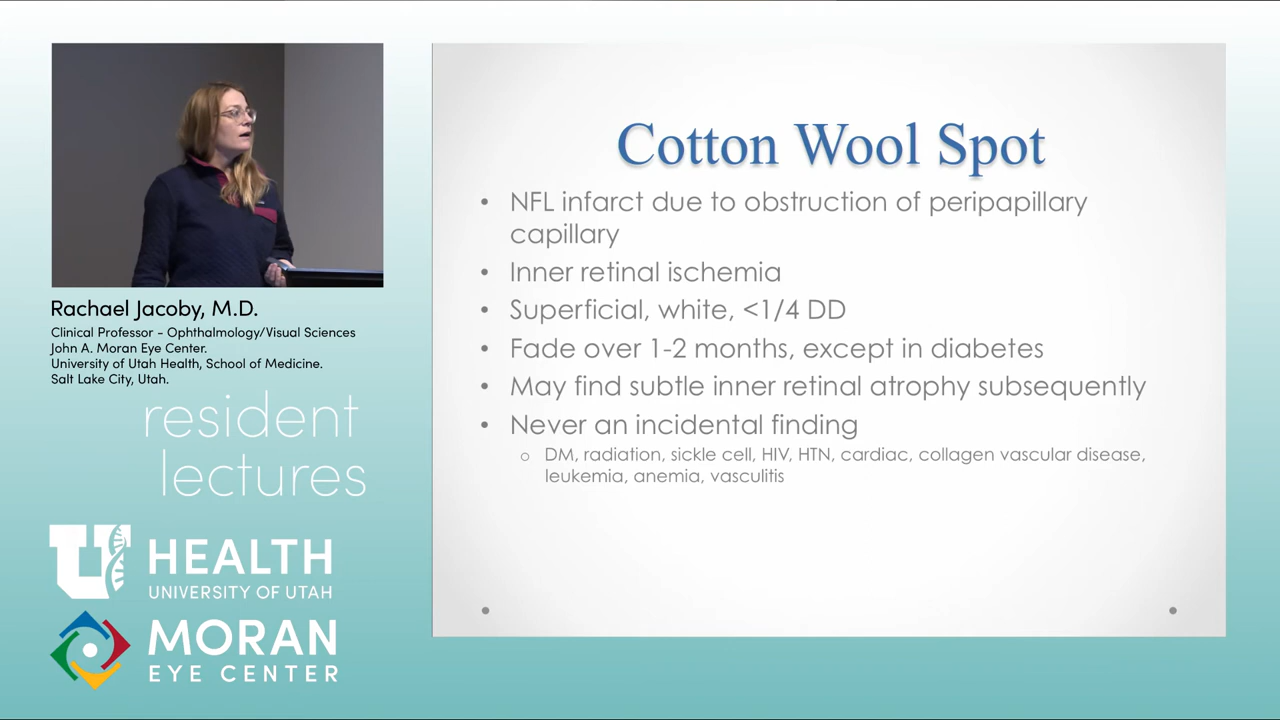 Rachael Jacoby, M.D.
Clinical Professor - Ophthalmology/Visual Sciences
John A. Moran Eye Center.
University of Utah Health, School of Medicine.
Salt Lake City, Utah.
resident
lectures
U HEALTH
UNIVERSITY OF UTAH
MORAN
EYE CENTER
Cotton Wool Spot
• NFL infarct due to obstruction of peripapillary
capillary
• Inner retinal ischemia
• Superficial, white, <1/4 DD
• Fade over 1-2 months, except in diabetes
• May find subtle inner retinal atrophy subsequently
• Never an incidental finding
o DM, radiation, sickle cell, HIV, HTN, cardiac, collagen vascular disease,
leukemia, anemia, vasculitis